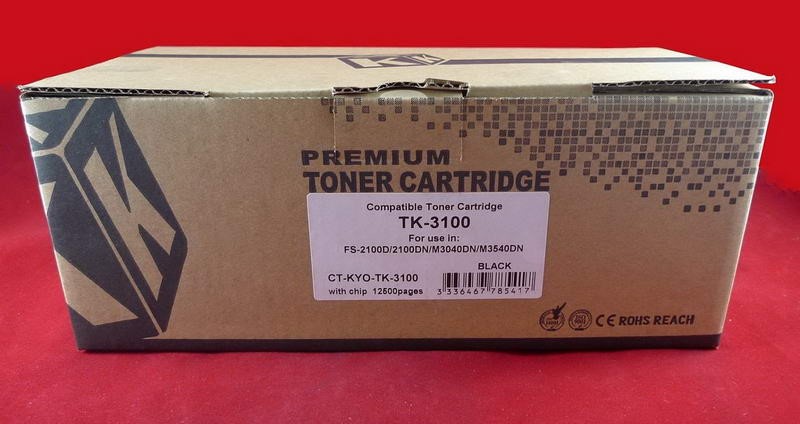 PREMIUM
TONER CARTRIDGE
Compatible Toner Cartridge
TK-3100
For use in:
FS-2100D/2100DN/M3040DN/M3540DN
BLACK
CT-KYO-TK-3100
with chip 12500pages
3 336467 785417
CE ROHS REACH